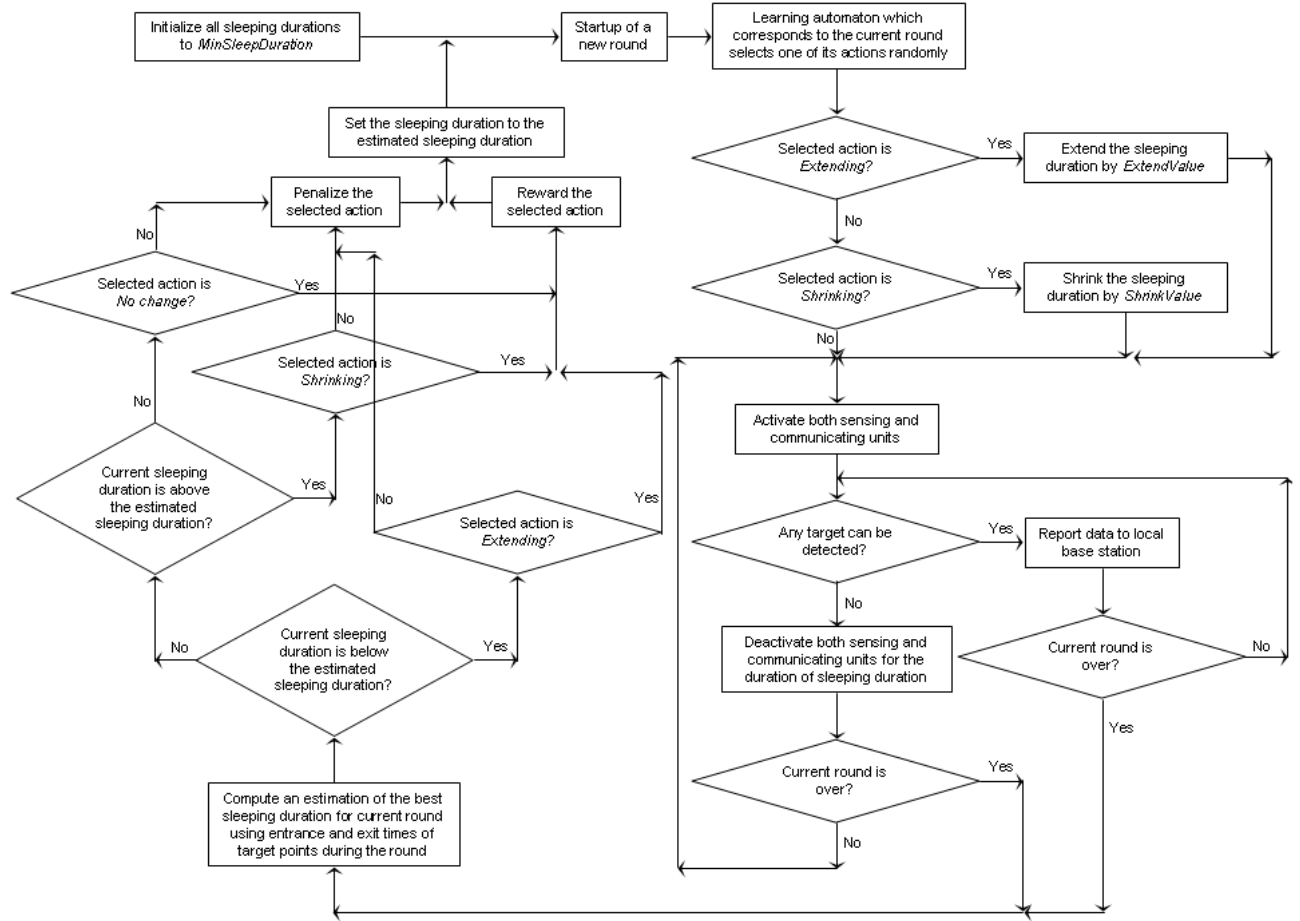 Initialize all sleeping durations
to MinSleepDuration
Startup of a
new round
Learning automaton which
corresponds to the current round
selects one of its actions randomly
Set the sleeping duration to the
estimated sleeping duration
Selected action is
Extending?
Yes
Extend the sleeping
duration by ExtendValue
No
Penalize the
selected action
Reward the
selected action
No
Selected action is
No change?
Yes
Selected action is
Shrinking?
Yes
Shrink the sleeping
duration by ShrinkValue
No
No
Selected action is
Shrinking?
Yes
No
Activate both sensing and
communicating units
Current sleeping
duration is above
the estimated
sleeping duration?
Yes
No
Selected action is
Extending?
Yes
Any target can be
detected?
Yes
Report data to local
base station
No
Current sleeping
duration is below
the estimated
sleeping duration?
No
Yes
Deactivate both sensing and
communicating units for the
duration of sleeping duration
Current round is
over?
No
Yes
Compute an estimation of the best
sleeping duration for current round
using entrance and exit times of
target points during the round
Current round is
over?
Yes
No